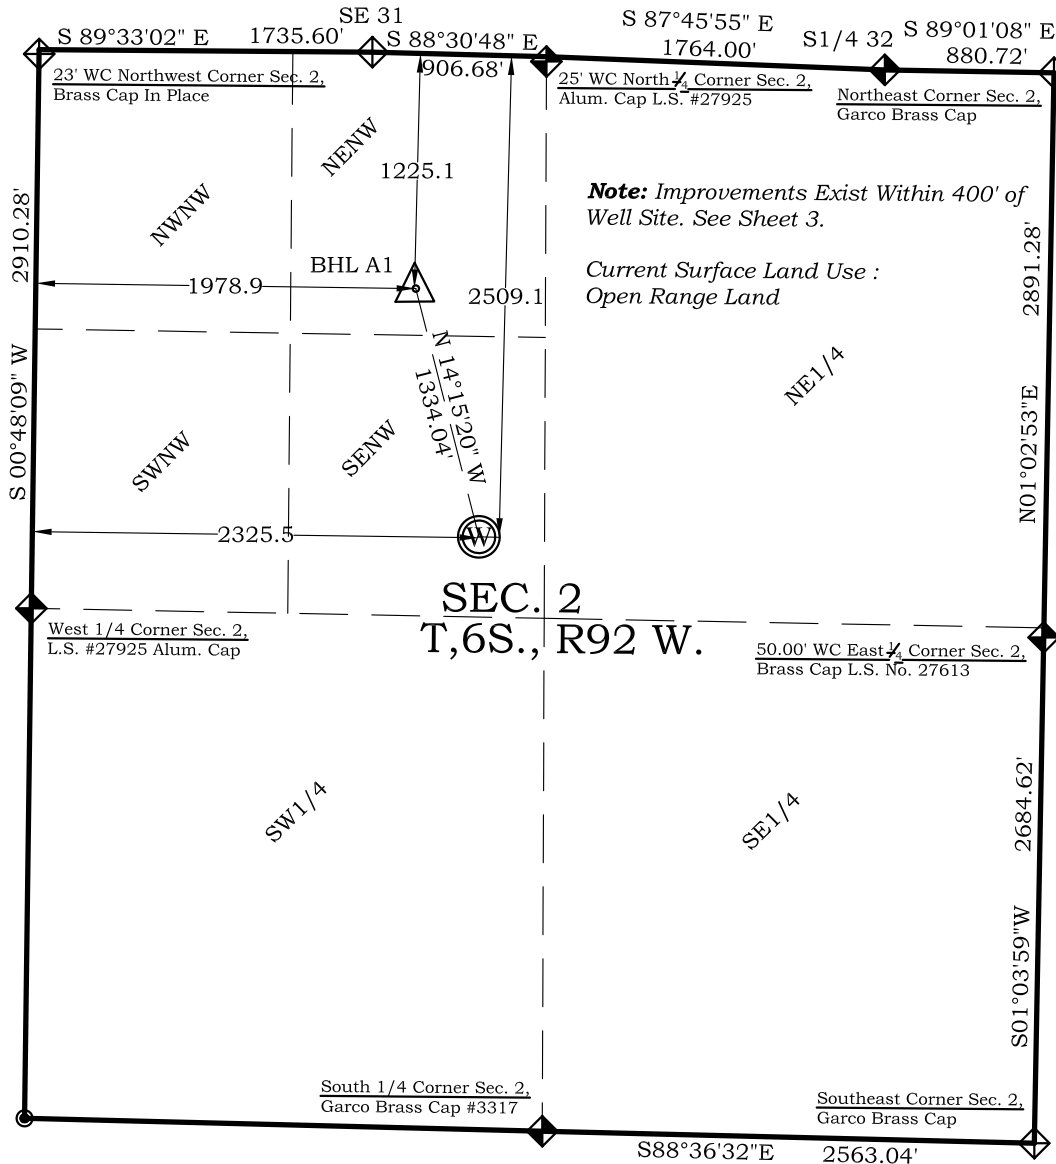 SE 31
S 89°33'02" E
1735.60'
S 88°30'48" E
906.68'
S 87°45'55" E
1764.00'
S1/4 32
S 89°01'08" E
880.72'
23' WC Northwest Corner Sec. 2,
Brass Cap In Place
25' WC North 1/4 Corner Sec. 2,
Alum. Cap L.S. #27925
Northeast Corner Sec. 2,
Garco Brass Cap
NENW
NWNW
1225.1
Note: Improvements Exist Within 400' of
Well Site. See Sheet 3.
Current Surface Land Use :
Open Range Land
2910.28'
S 00°48'09" W
BHL A1
1978.9
2509.1
N 14°15'20" W
1334.04'
NE1/4
2891.28'
N01°02'53"E
SWNW
SENW
2325.5
W
SEC. 2
T,6S., R92 W.
West 1/4 Corner Sec. 2,
L.S. #27925 Alum. Cap
50.00' WC East 1/4 Corner Sec. 2,
Brass Cap L.S. No. 27613
SW1/4
SE1/4
2684.62'
S01°03'59"W
South 1/4 Corner Sec. 2,
Garco Brass Cap #3317
Southeast Corner Sec. 2,
Garco Brass Cap
S88°36'32"E
2563.04'